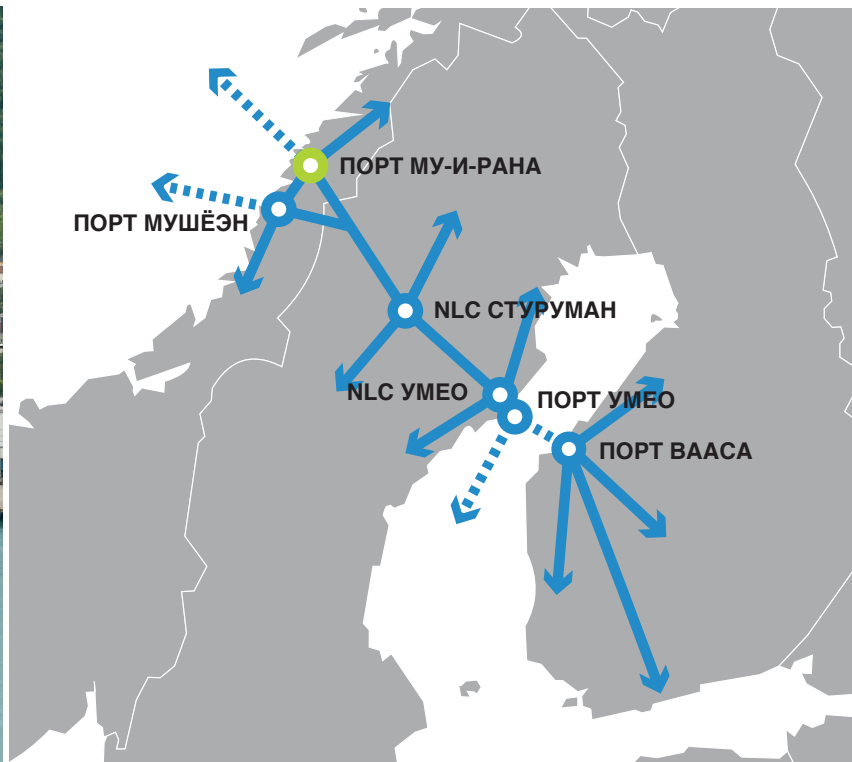 ПОРТ МУ-И-РАНА
ПОРТ МУШЁЭН
NLC СТУРУМАН
NLC УМЕО
ПОРТ УМЕО
ПОРТ ВААСА